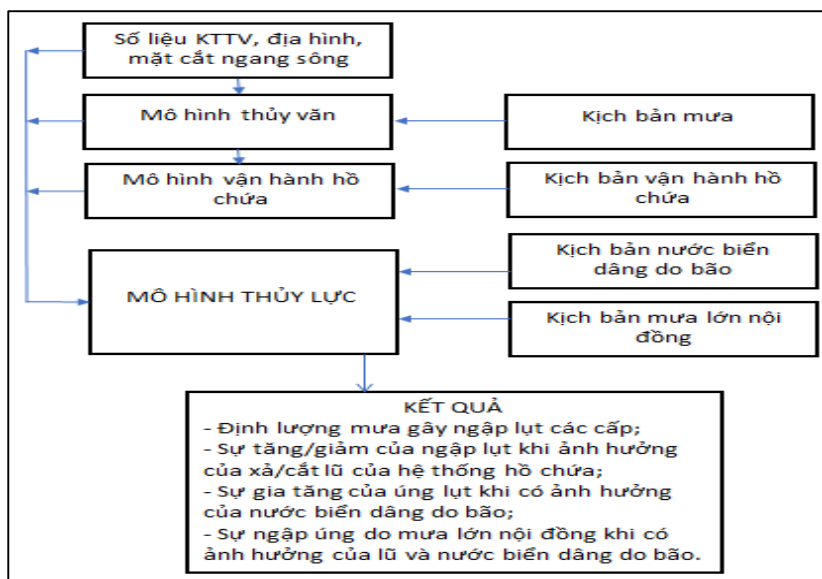 Số liệu KTTV, địa hình,
mặt cắt ngang sông
Mô hình thủy văn
Kịch bản mưa
Mô hình vận hành hồ
chứa
Kịch bản vận hành hồ
chứa
Kịch bản nước biển
dâng do bão
MÔ HÌNH THỦY LỰC
Kịch bản mưa lớn nội
đồng
KẾT QUẢ
- Định lượng mưa gây ngập lụt các cấp;
- Sự tăng/giảm của ngập lụt khi ảnh hưởng
của xả/cắt lũ của hệ thống hồ chứa;
- Sự gia tăng của úng lụt khi có ảnh hưởng
của nước biển dâng do bão;
- Sự ngập úng do mưa lớn nội đồng khi có
ảnh hưởng của lũ và nước biển dâng do bão.